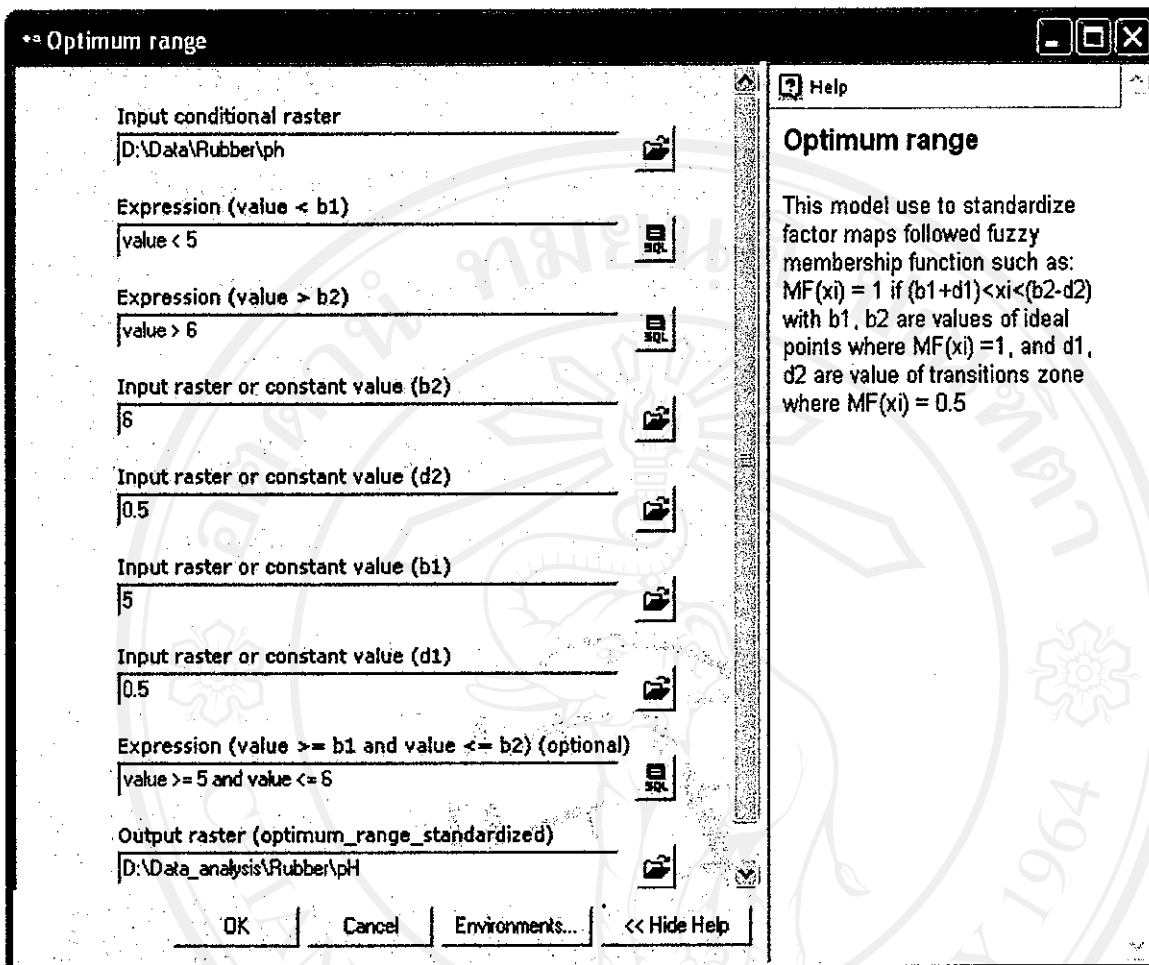 Optimum range
Input conditional raster
D:\Data\Rubber\ph
Expression (value < b1)
value < 5
SQL
Expression (value > b2)
value > 6
SQL
Input raster or constant value (b2)
6
Input raster or constant value (d2)
0.5
Input raster or constant value (b1)
5
Input raster or constant value (d1)
0.5
Expression (value >= b1 and value <= b2) (optional)
value >= 5 and value <= 6
SQL
Output raster (optimum_range_standardized)
D:\Data_analysis\Rubber\pH
OK
Cancel
Environments...
<< Hide Help
Help
Optimum range
This model use to standardize
factor maps followed fuzzy
membership function such as:
MF(xi) = 1 if (b1+d1)<xi<(b2-d2)
with b1, b2 are values of ideal
points where MF(xi) =1, and d1,
d2 are value of transitions zone
where MF(xi) = 0.5
1964